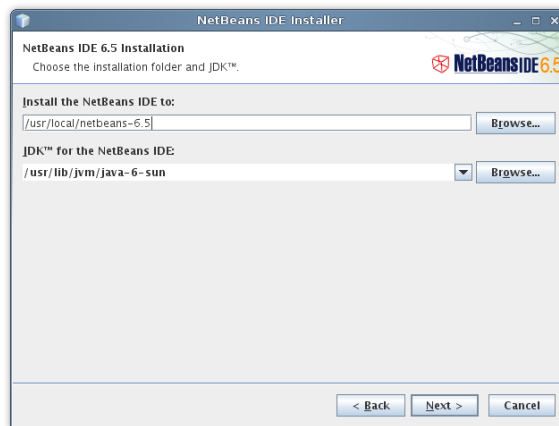 NetBeans IDE Installer
NetBeans IDE 6.5 Installation
Choose the installation folder and JDK™.
NetBeans IDE 6.5
Install the NetBeans IDE to:
/usr/local/netbeans-6.5
Browse...
JDK™ for the NetBeans IDE:
/usr/lib/jvm/java-6-sun
Browse...
< Back
Next >
Cancel